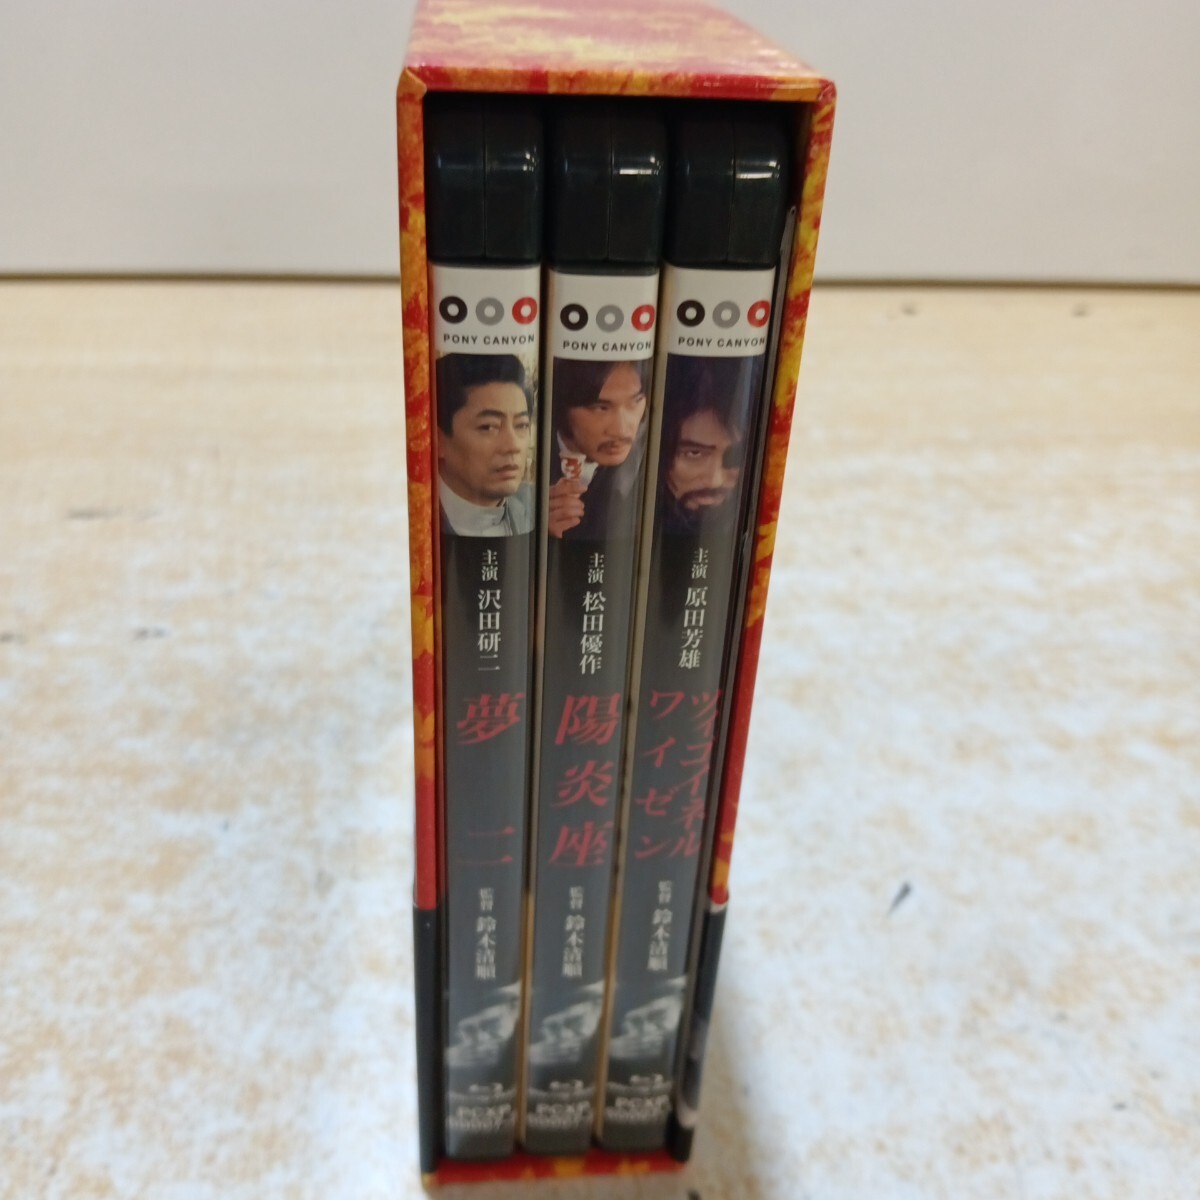 PONY CANYON
主演 沢田研二
夢二
監督 鈴木清順
PCXP
PONY CANYON
主演 松田優作
陽炎座
監督 鈴木清順
PCXP
PONY CANYON
主演 原田芳雄
ツィゴイネル
ワイゼン
監督 鈴木清順
PCXP